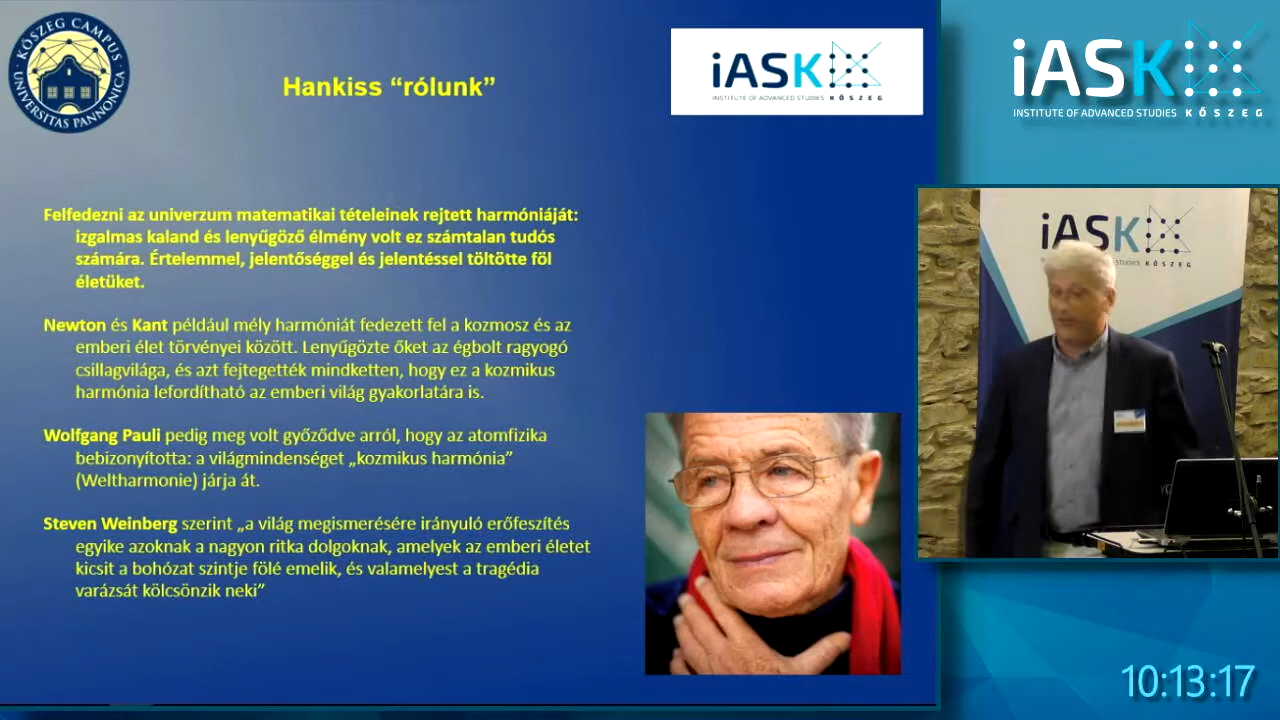 KŐSZEG CAMPUS
UNIVERSITAS PANNONICA
Hankiss “rólunk”
iASK
INSTITUTE OF ADVANCED STUDIES KŐSZEG
iASK
INSTITUTE OF ADVANCED STUDIES KŐSZEG
Felfedezni az univerzum matematikai tételeinek rejtett harmóniáját:
izgalmas kaland és lenyűgöző élmény volt ez számtalan tudós
számára. Értelemmel, jelentőséggel és jelentéssel töltötte föl
életüket.
Newton és Kant például mély harmóniát fedezett fel a kozmosz és az
emberi élet törvényei között. Lenyűgözte őket az égbolt ragyogó
csillagvilága, és azt fejtegették mindketten, hogy ez a kozmikus
harmónia lefordítható az emberi világ gyakorlatára is.
Wolfgang Pauli pedig meg volt győződve arról, hogy az atomfizika
bebizonyította: a világmindenséget „kozmikus harmónia”
(Weltharmonie) járja át.
Steven Weinberg szerint „a világ megismerésére irányuló erőfeszítés
egyike azoknak a nagyon ritka dolgoknak, amelyek az emberi életet
kicsit a bohózat szintje fölé emelik, és valamelyest a tragédia
varázsát kölcsönzik neki”
iASK
STUDIES KŐSZEG
10:13:17